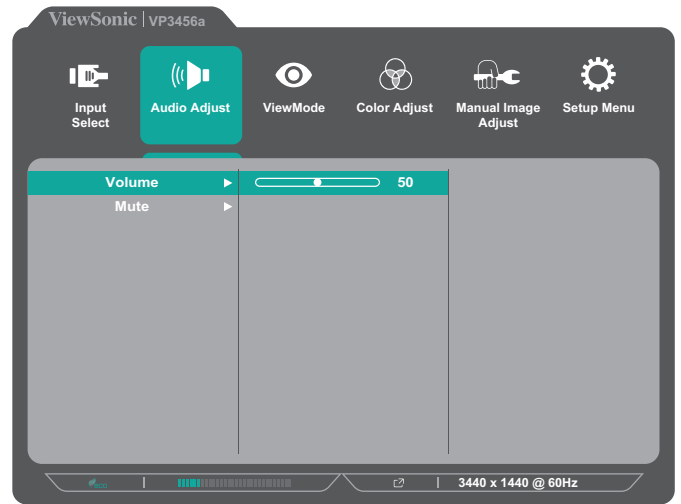 ViewSonic | VP3456a
Input Select
Audio Adjust
ViewMode
Color Adjust
Manual Image Adjust
Setup Menu
Volume 50
Mute
eco
3440 x 1440 @ 60Hz